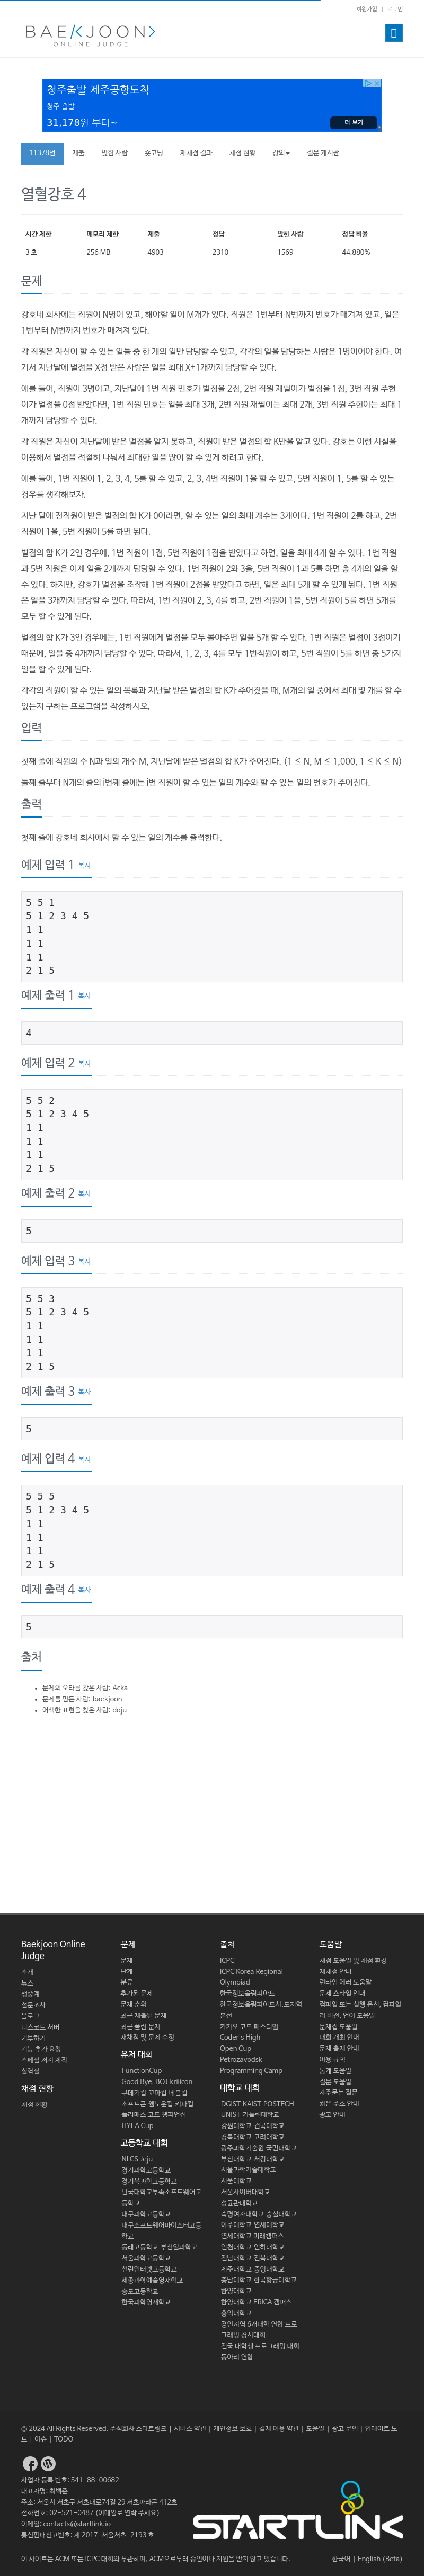 회원가입 | 로그인
BAEKJOON>
ONLINE JUDGE
청주출발 제주공항도착
청주 출발
31,178원 부터~
더 보기
11378번 제출 맞힌 사람 숏코딩 재채점 결과 채점 현황 강의 질문 게시판
열혈강호 4
시간 제한 메모리 제한 제출 정답 맞힌 사람 정답 비율
3 초 256 MB 4903 2310 1569 44.880%
문제
강호네 회사에는 직원이 N명이 있고, 해야할 일이 M개가 있다. 직원은 1번부터 N번까지 번호가 매겨져 있고, 일은
1번부터 M번까지 번호가 매겨져 있다.
각 직원은 자신이 할 수 있는 일들 중 한 개의 일만 담당할 수 있고, 각각의 일을 담당하는 사람은 1명이어야 한다. 여
기서 지난달에 벌점을 X점 받은 사람은 일을 최대 X+1개까지 담당할 수 있다.
예를 들어, 직원이 3명이고, 지난달에 1번 직원 민호가 벌점을 2점, 2번 직원 재필이가 벌점을 1점, 3번 직원 주현
이가 벌점을 0점 받았다면, 1번 직원 민호는 일을 최대 3개, 2번 직원 재필이는 최대 2개, 3번 직원 주현이는 최대 1
개까지 담당할 수 있다.
각 직원은 자신이 지난달에 받은 벌점을 알지 못하고, 직원이 받은 벌점의 합 K만을 알고 있다. 강호는 이런 사실을
이용해서 벌점을 적절히 나눠서 최대한 일을 많이 할 수 있게 하려고 한다.
예를 들어, 1번 직원이 1, 2, 3, 4, 5를 할 수 있고, 2, 3, 4번 직원이 1을 할 수 있고, 5번 직원이 1, 5를 할 수 있는
경우를 생각해보자.
지난 달에 전직원이 받은 벌점의 합 K가 0이라면, 할 수 있는 일의 최대 개수는 3개이다. 1번 직원이 2를 하고, 2번
직원이 1을, 5번 직원이 5를 하면 된다.
벌점의 합 K가 2인 경우에, 1번 직원이 1점, 5번 직원이 1점을 받았다고 하면, 일을 최대 4개 할 수 있다. 1번 직원
과 5번 직원은 이제 일을 2개까지 담당할 수 있다. 1번 직원이 2와 3을, 5번 직원이 1과 5를 하면 총 4개의 일을 할
수 있다. 하지만, 강호가 벌점을 조작해 1번 직원이 2점을 받았다고 하면, 일은 최대 5개 할 수 있게 된다. 1번 직원
은 일을 3개까지 담당할 수 있다. 따라서, 1번 직원이 2, 3, 4를 하고, 2번 직원이 1을, 5번 직원이 5를 하면 5개를
모두 할 수 있게 된다.
벌점의 합 K가 3인 경우에는, 1번 직원에게 벌점을 모두 몰아주면 일을 5개 할 수 있다. 1번 직원은 벌점이 3점이기
때문에, 일을 총 4개까지 담당할 수 있다. 따라서, 1, 2, 3, 4를 모두 1번직원이 하고, 5번 직원이 5를 하면 총 5가지
일을 할 수 있게 된다.
각각의 직원이 할 수 있는 일의 목록과 지난달 받은 벌점의 합 K가 주어졌을 때, M개의 일 중에서 최대 몇 개를 할 수
있는지 구하는 프로그램을 작성하시오.
입력
첫째 줄에 직원의 수 N과 일의 개수 M, 지난달에 받은 벌점의 합 K가 주어진다. (1 ≤ N, M ≤ 1,000, 1 ≤ K ≤ N)
둘째 줄부터 N개의 줄의 i번째 줄에는 i번 직원이 할 수 있는 일의 개수와 할 수 있는 일의 번호가 주어진다.
출력
첫째 줄에 강호네 회사에서 할 수 있는 일의 개수를 출력한다.
예제 입력 1 복사
5 5 1
5 1 2 3 4 5
1 1
1 1
1 1
2 1 5
예제 출력 1 복사
4
예제 입력 2 복사
5 5 2
5 1 2 3 4 5
1 1
1 1
1 1
2 1 5
예제 출력 2 복사
5
예제 입력 3 복사
5 5 3
5 1 2 3 4 5
1 1
1 1
1 1
2 1 5
예제 출력 3 복사
5
예제 입력 4 복사
5 5 5
5 1 2 3 4 5
1 1
1 1
1 1
2 1 5
예제 출력 4 복사
5
출처
문제의 오타를 찾은 사람: Acka
문제를 만든 사람: baekjoon
어색한 표현을 찾은 사람: doju
Baekjoon Online
Judge
소개
뉴스
생중계
설문조사
블로그
디스코드 서버
기부하기
기능 추가 요청
스페셜 저지 제작
실험실
채점 현황
채점 현황
문제
문제
단계
분류
추가된 문제
문제 순위
최근 제출된 문제
최근 풀린 문제
재채점 및 문제 수정
유저 대회
FunctionCup
Good Bye, BOJ kriiicon
구데기컵 꼬마컵 네블컵
소프트콘 웰노운컵 키파컵
폴리매스 코드 챔피언십
HYEA Cup
고등학교 대회
NLCS Jeju
경기과학고등학교
경기북과학고등학교
단국대학교부속소프트웨어고
등학교
대구과학고등학교
대구소프트웨어마이스터고등
학교
동래고등학교 부산일과학고
서울과학고등학교
선린인터넷고등학교
세종과학예술영재학교
송도고등학교
한국과학영재학교
출처
ICPC
ICPC Korea Regional
Olympiad
한국정보올림피아드
한국정보올림피아드시.도지역
본선
카카오 코드 페스티벌
Coder's High
Open Cup
Petrozavodsk
Programming Camp
대학교 대회
DGIST KAIST POSTECH
UNIST 가톨릭대학교
강원대학교 건국대학교
경북대학교 고려대학교
광주과학기술원 국민대학교
부산대학교 서강대학교
서울과학기술대학교
서울대학교
서울사이버대학교
성균관대학교
숙명여자대학교 숭실대학교
아주대학교 연세대학교
연세대학교 미래캠퍼스
인천대학교 인하대학교
전남대학교 전북대학교
제주대학교 중앙대학교
충남대학교 한국항공대학교
한양대학교
한양대학교 ERICA 캠퍼스
홍익대학교
경인지역 6개대학 연합 프로
그래밍 경시대회
전국 대학생 프로그래밍 대회
동아리 연합
도움말
채점 도움말 및 채점 환경
재채점 안내
런타임 에러 도움말
문제 스타일 안내
컴파일 또는 실행 옵션, 컴파일
러 버전, 언어 도움말
문제집 도움말
대회 개최 안내
문제 출제 안내
이용 규칙
통계 도움말
질문 도움말
자주묻는 질문
짧은 주소 안내
광고 안내
© 2024 All Rights Reserved. 주식회사 스타트링크 | 서비스 약관 | 개인정보 보호 | 결제 이용 약관 | 도움말 | 광고 문의 | 업데이트 노
트 | 이슈 | TODO
사업자 등록 번호: 541-88-00682
대표자명: 최백준
주소: 서울시 서초구 서초대로74길 29 서초파라곤 412호
전화번호: 02-521-0487 (이메일로 연락 주세요)
이메일: contacts@startlink.io
통신판매신고번호: 제 2017-서울서초-2193 호
STARTLINK
이 사이트는 ACM 또는 ICPC 대회와 무관하며, ACM으로부터 승인이나 지원을 받지 않고 있습니다.
한국어 | English (Beta)